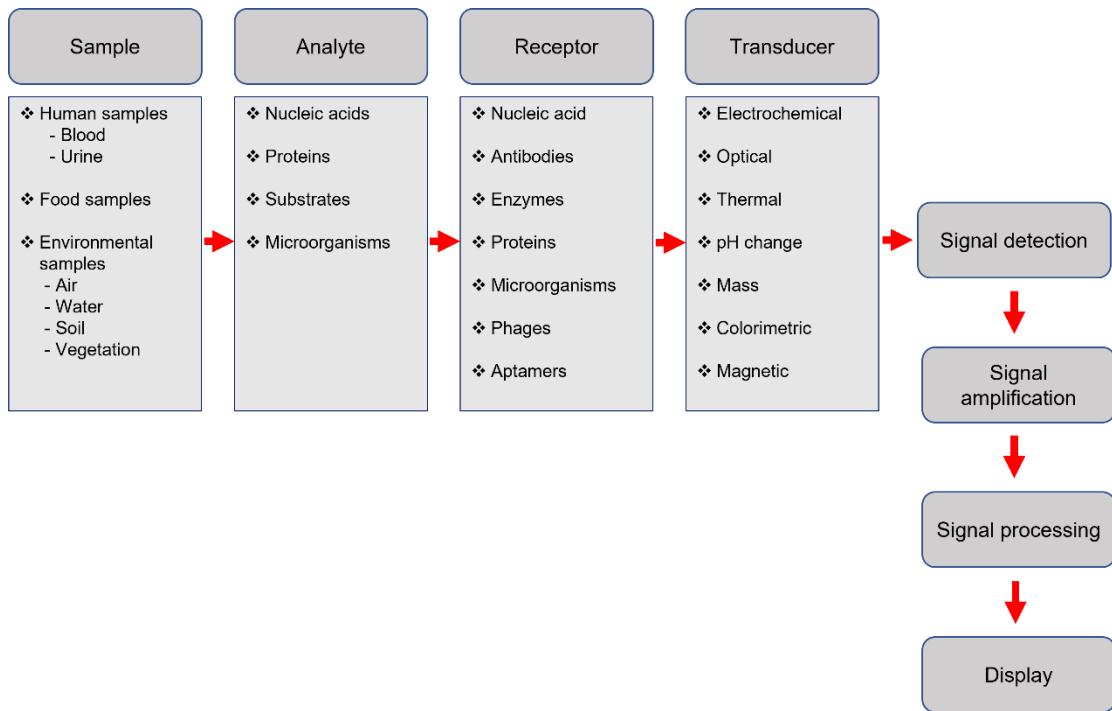 Sample
❖ Human samples
- Blood
- Urine
❖ Food samples
❖ Environmental
samples
- Air
- Water
- Soil
- Vegetation
Analyte
❖ Nucleic acids
❖ Proteins
❖ Substrates
❖ Microorganisms
Receptor
❖ Nucleic acid
❖ Antibodies
❖ Enzymes
❖ Proteins
❖ Microorganisms
❖ Phages
❖ Aptamers
Transducer
❖ Electrochemical
❖ Optical
❖ Thermal
❖ pH change
❖ Mass
❖ Colorimetric
❖ Magnetic
Signal detection
Signal
amplification
Signal processing
Display